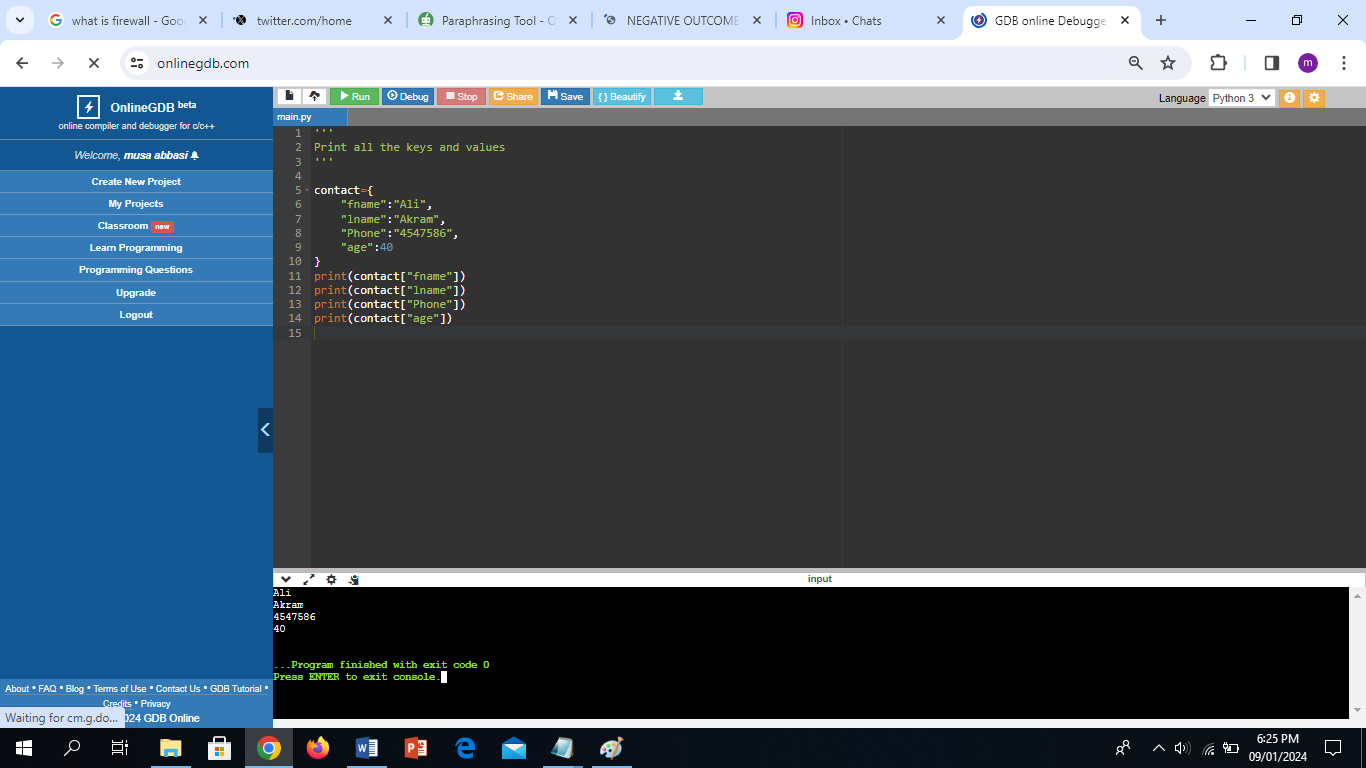 what is firewall - Goo
twitter.com/home
Paraphrasing Tool - Q
NEGATIVE OUTCOME
Inbox • Chats
GDB online Debugge
onlinegdb.com
m
OnlineGDB beta
online compiler and debugger for c/c++
Welcome, musa abbasi
Create New Project
My Projects
Classroom new
Learn Programming
Programming Questions
Upgrade
Logout
About • FAQ • Blog • Terms of Use • Contact Us • GDB Tutorial •
Credits • Privacy
2024 GDB Online
Waiting for cm.g.do...
Run Debug Stop Share Save { } Beautify
Language Python 3
main.py
1 '''
2 Print all the keys and values
3 '''
4
5 contact={
6 "fname":"Ali",
7 "lname":"Akram",
8 "Phone":"4547586",
9 "age":40
10 }
11 print(contact["fname"])
12 print(contact["lname"])
13 print(contact["Phone"])
14 print(contact["age"])
15
input
Ali
Akram
4547586
40
...Program finished with exit code 0
Press ENTER to exit console.
6:25 PM
09/01/2024